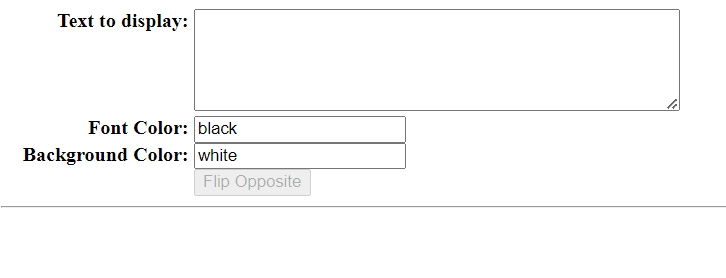 Text to display:
Font Color: black
Background Color: white
Flip Opposite